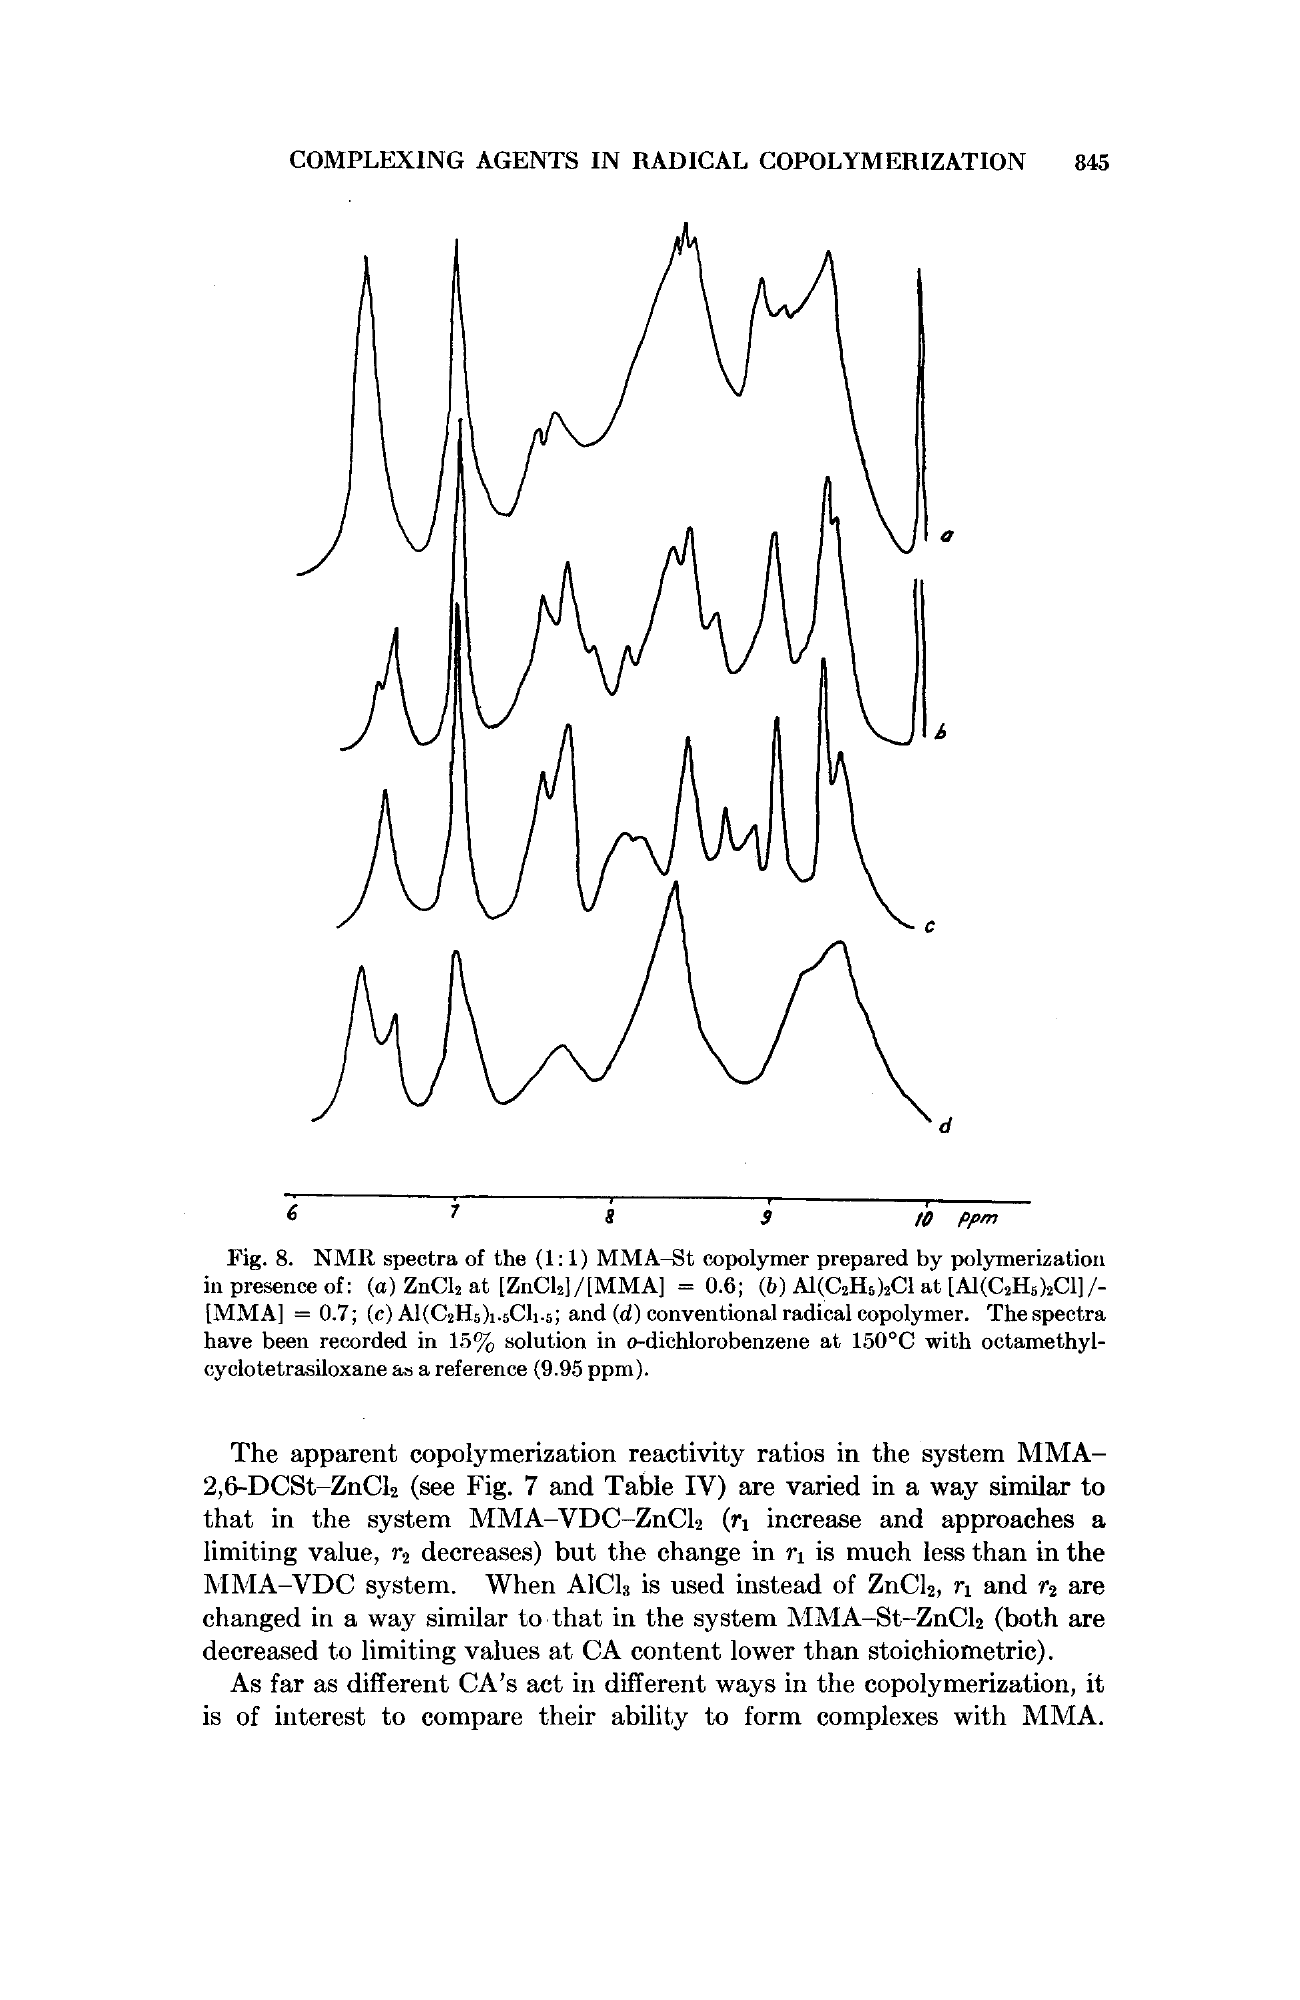 COMPLEXING AGENTS IN RADICAL COPOLYMERIZATION 845
a
b
c
d
6 7 8 9 10 ppm
Fig. 8. NMR spectra of the (1:1) MMA–St copolymer prepared by polymerization
in presence of: (a) ZnCl₂ at [ZnCl₂]/[MMA] = 0.6; (b) Al(C₂H₅)₂Cl at [Al(C₂H₅)₂Cl]/-
[MMA] = 0.7; (c) Al(C₂H₅)₁.₅Cl₁.₅; and (d) conventional radical copolymer. The spectra
have been recorded in 15% solution in o-dichlorobenzene at 150°C with octamethyl-
cyclotetrasiloxane as a reference (9.95 ppm).
The apparent copolymerization reactivity ratios in the system MMA–
2,6-DCSt–ZnCl₂ (see Fig. 7 and Table IV) are varied in a way similar to
that in the system MMA–VDC–ZnCl₂ (r₁ increase and approaches a
limiting value, r₂ decreases) but the change in r₁ is much less than in the
MMA–VDC system. When AlCl₃ is used instead of ZnCl₂, r₁ and r₂ are
changed in a way similar to that in the system MMA–St–ZnCl₂ (both are
decreased to limiting values at CA content lower than stoichiometric).
As far as different CA's act in different ways in the copolymerization, it
is of interest to compare their ability to form complexes with MMA.